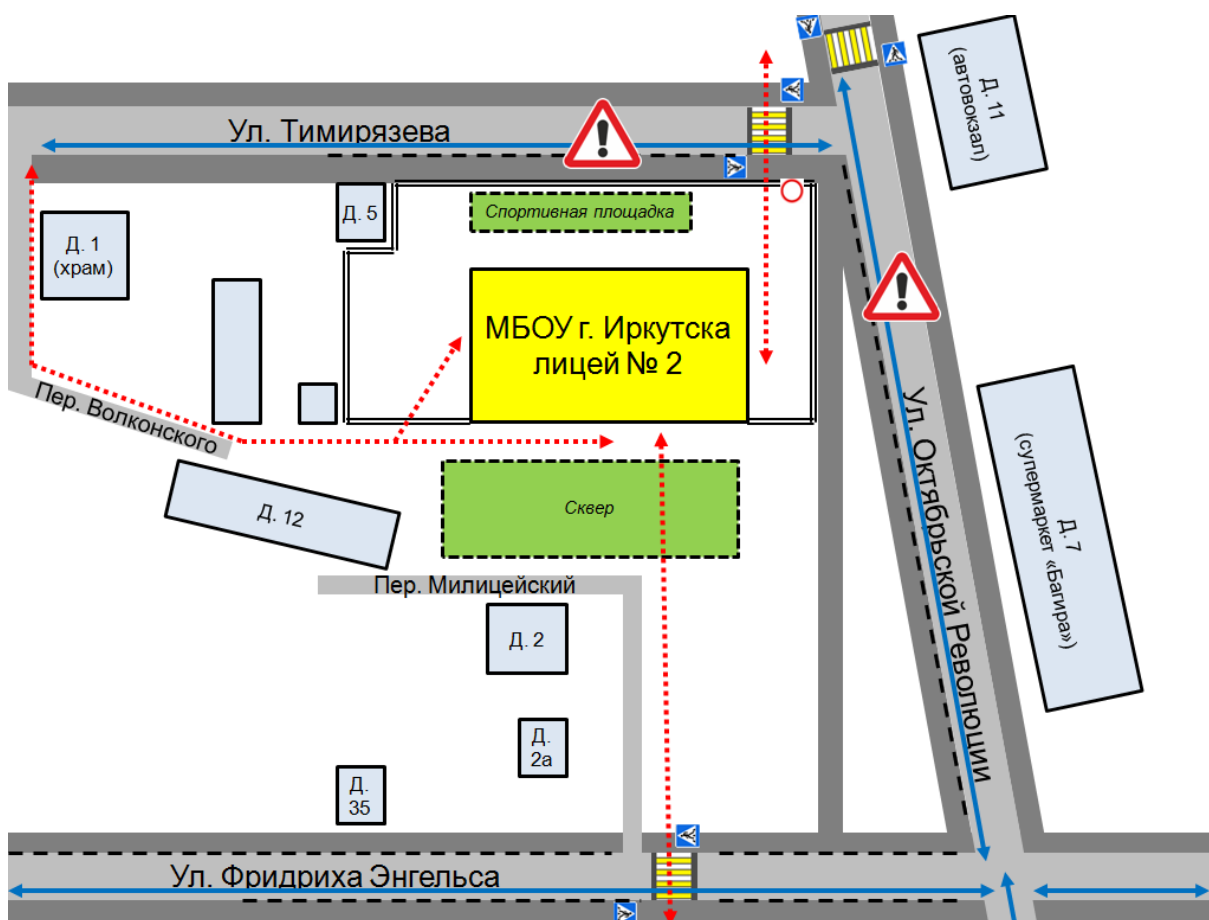 Д. 11
(автовокзал)
Ул. Тимирязева
Д. 5
Спортивная площадка
Д. 1
(храм)
МБОУ г. Иркутска
лицей № 2
Пер. Волконского
Ул. Октябрьской Революции
Д. 7
(супермаркет «Багира»)
Д. 12
Сквер
Пер. Милицейский
Д. 2
Д.
2а
Д.
35
Ул. Фридриха Энгельса